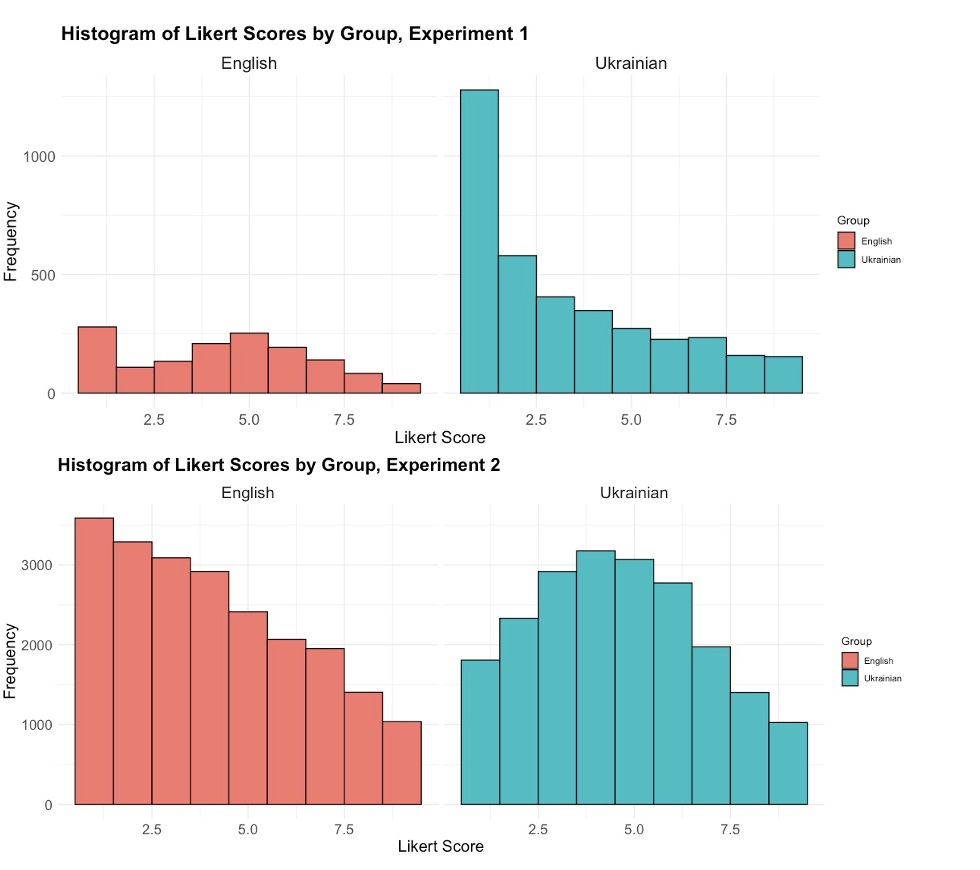 Histogram of Likert Scores by Group, Experiment 1
English
Ukrainian
Frequency
1000
500
0
2.5
5.0
7.5
2.5
5.0
7.5
Likert Score
Group
English
Ukrainian
Histogram of Likert Scores by Group, Experiment 2
English
Ukrainian
Frequency
3000
2000
1000
0
2.5
5.0
7.5
2.5
5.0
7.5
Likert Score
Group
English
Ukrainian